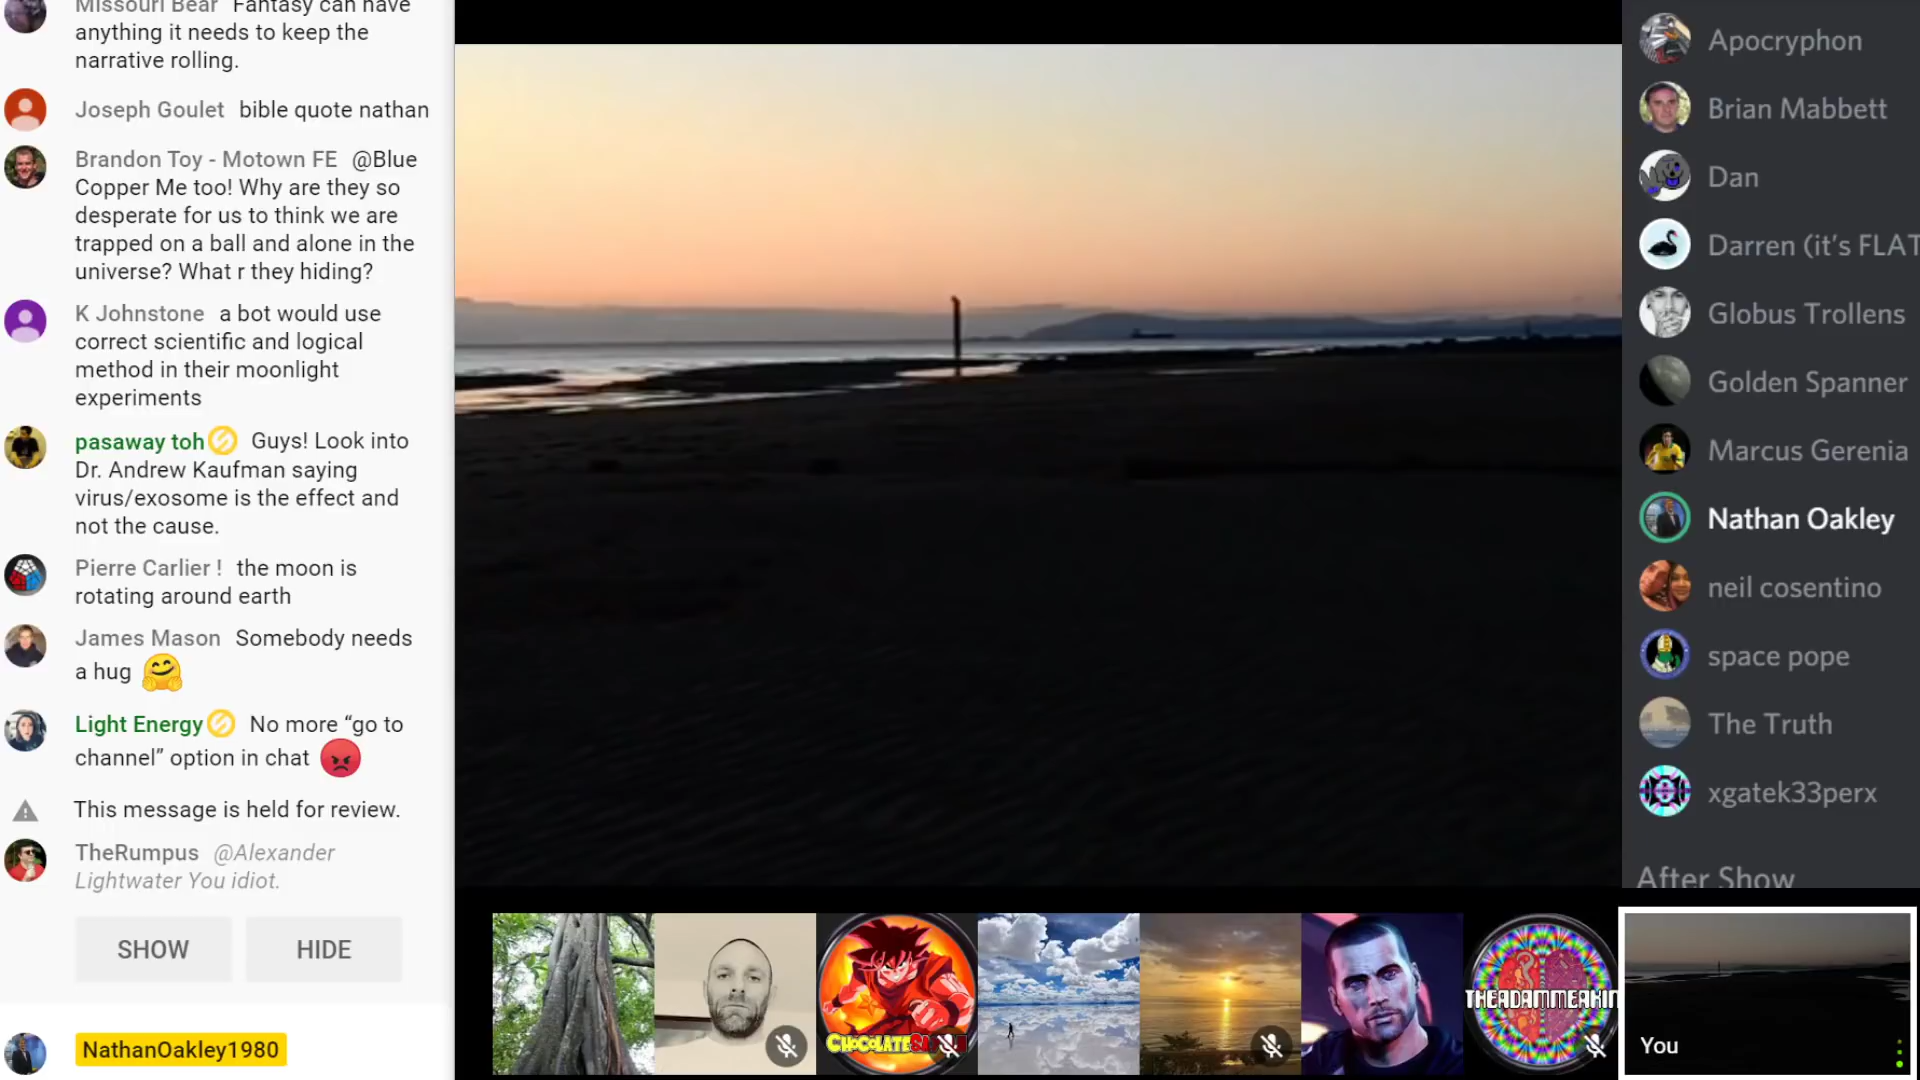 Missouri Bear Fantasy can have
anything it needs to keep the
narrative rolling.
Joseph Goulet bible quote nathan
Brandon Toy - Motown FE @Blue
Copper Me too! Why are they so
desperate for us to think we are
trapped on a ball and alone in the
universe? What r they hiding?
K Johnstone a bot would use
correct scientific and logical
method in their moonlight
experiments
pasaway toh Guys! Look into
Dr. Andrew Kaufman saying
virus/exosome is the effect and
not the cause.
Pierre Carlier ! the moon is
rotating around earth
James Mason Somebody needs
a hug
Light Energy No more “go to
channel” option in chat
This message is held for review.
TheRumpus @Alexander
Lightwater You idiot.
SHOW HIDE
NathanOakley1980
Apocryphon
Brian Mabbett
Dan
Darren (it’s FLAT
Globus Trollens
Golden Spanner
Marcus Gerenia
Nathan Oakley
neil cosentino
space pope
The Truth
xgatek33perx
After Show
THEADAMMEAKIN
You